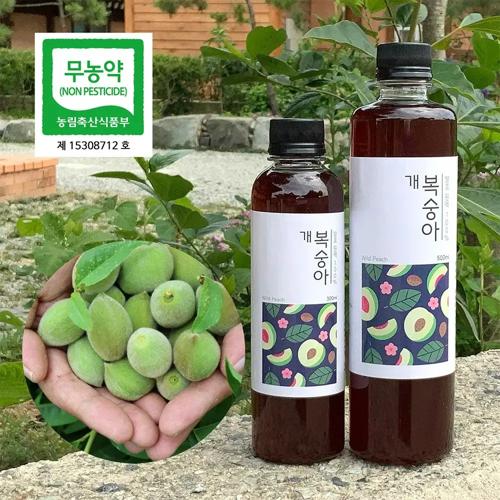 무농약
(NON PESTICIDE)
농림축산식품부
제 15308712 호
개복숭아
Wild Peach
300ml
개복숭아
Wild Peach
500ml